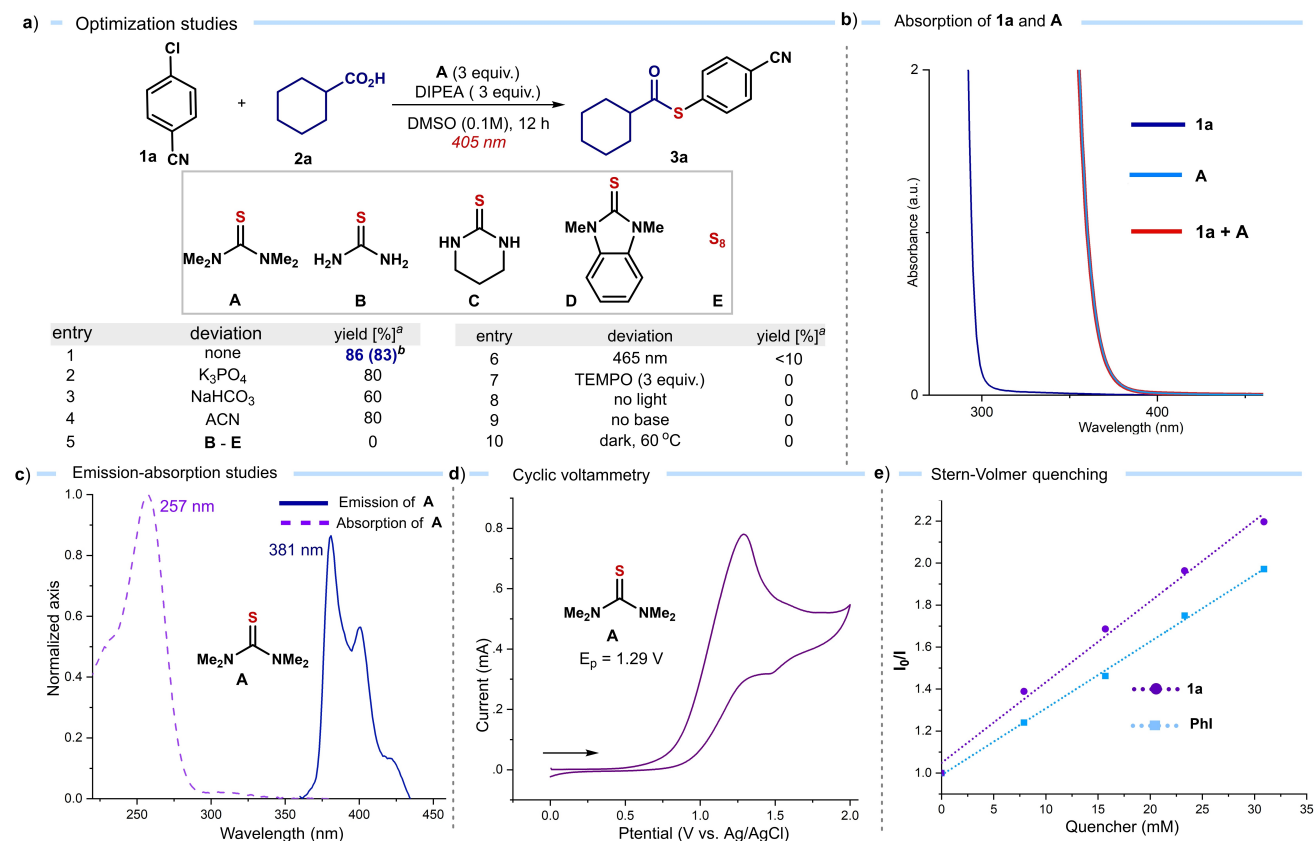 a) Optimization studies
Cl
CN
1a
+
CO2H
2a
A (3 equiv.)
DIPEA ( 3 equiv.)
DMSO (0.1M), 12 h
405 nm
O
S
CN
3a
S
Me2N NMe2
A
S
H2N NH2
B
S
HN NH
C
S
MeN NMe
D
S8
E
entry deviation yield [%]a
1 none 86 (83)b
2 K3PO4 80
3 NaHCO3 60
4 ACN 80
5 B - E 0
entry deviation yield [%]a
6 465 nm <10
7 TEMPO (3 equiv.) 0
8 no light 0
9 no base 0
10 dark, 60 oC 0
b) Absorption of 1a and A
2
1a
A
1a + A
Absorbance (a.u.)
0
300 400
Wavelength (nm)
c) Emission-absorption studies
1.0
0.8
0.6
0.4
0.2
0.0
Normalized axis
257 nm
Emission of A
Absorption of A
381 nm
S
Me2N NMe2
A
250 300 350 400 450
Wavelength (nm)
d) Cyclic voltammetry
0.8
.6
.4
.2
.0
Current (mA)
S
Me2N NMe2
A
Ep = 1.29 V
0.0 0.5 1.0 1.5 2.0
Ptential (V vs. Ag/AgCl)
e) Stern-Volmer quenching
2.2
2.0
1.8
1.6
1.4
1.2
1.0
I0/I
1a
PhI
0 5 10 15 20 25 30 35
Quencher (mM)